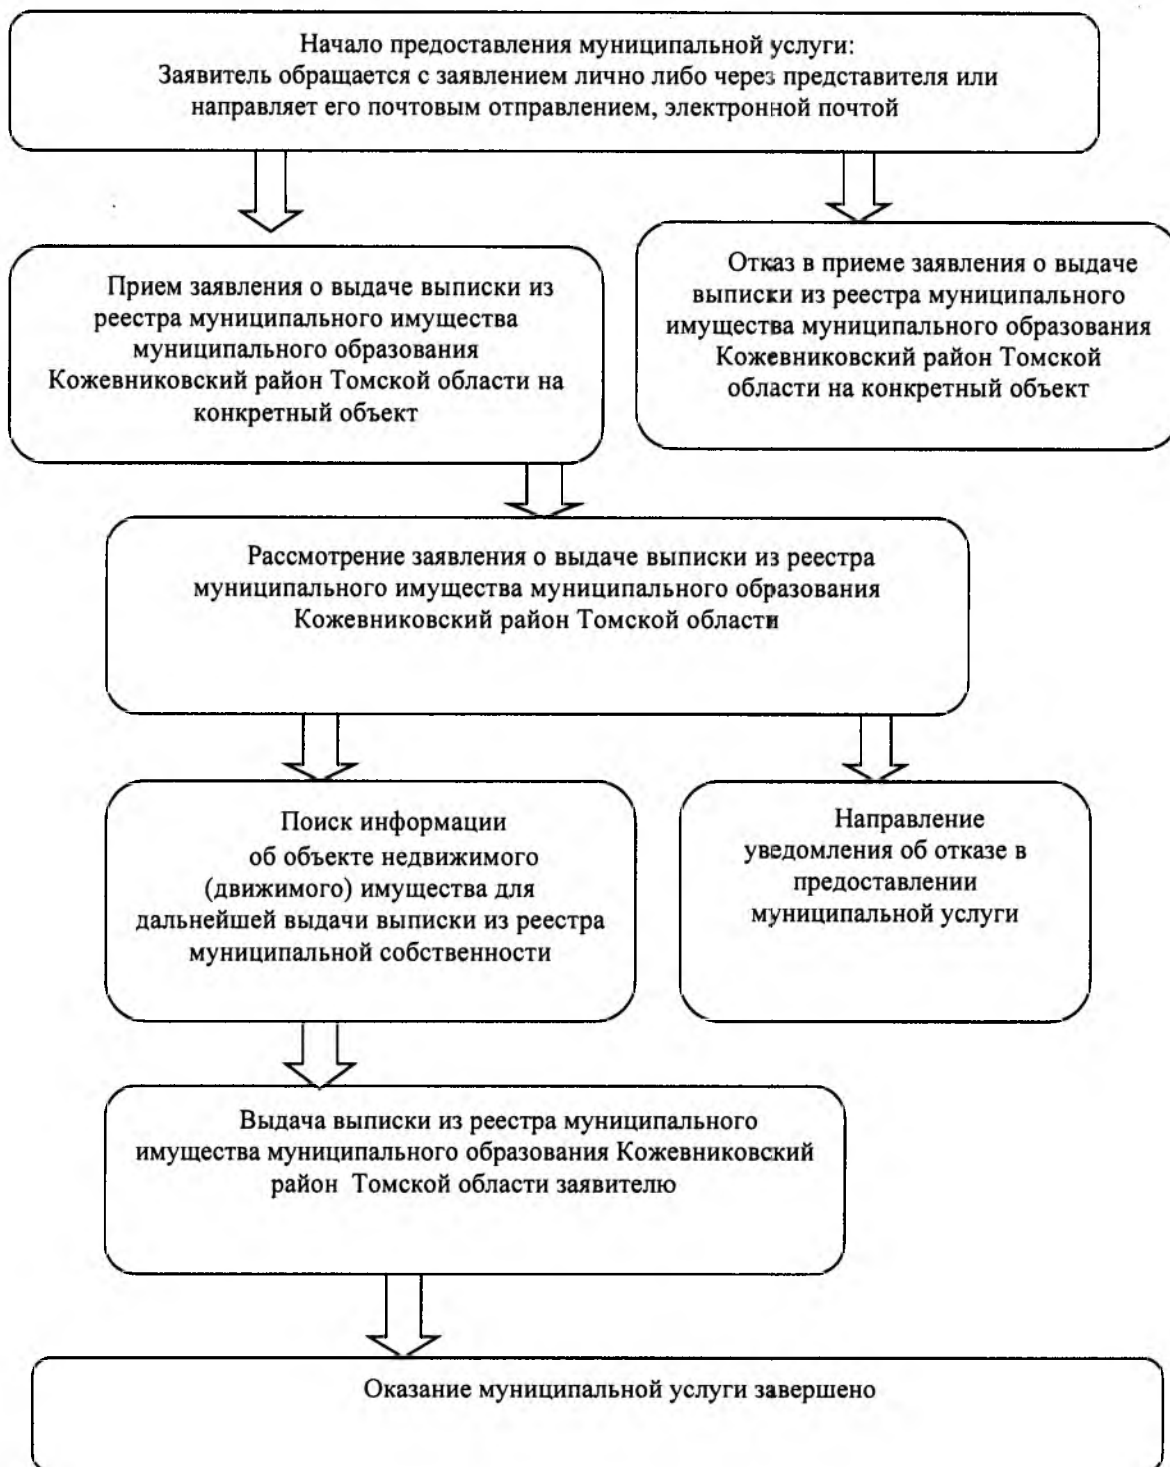 Начало предоставления муниципальной услуги:
Заявитель обращается с заявлением лично либо через представителя или
направляет его почтовым отправлением, электронной почтой
Прием заявления о выдаче выписки из
реестра муниципального имущества
муниципального образования
Кожевниковский район Томской области на
конкретный объект
Отказ в приеме заявления о выдаче
выписки из реестра муниципального
имущества муниципального образования
Кожевниковский район Томской
области на конкретный объект
Рассмотрение заявления о выдаче выписки из реестра
муниципального имущества муниципального образования
Кожевниковский район Томской области
Поиск информации
об объекте недвижимого
(движимого) имущества для
дальнейшей выдачи выписки из реестра
муниципальной собственности
Направление
уведомления об отказе в
предоставлении
муниципальной услуги
Выдача выписки из реестра муниципального
имущества муниципального образования Кожевниковский
район Томской области заявителю
Оказание муниципальной услуги завершено